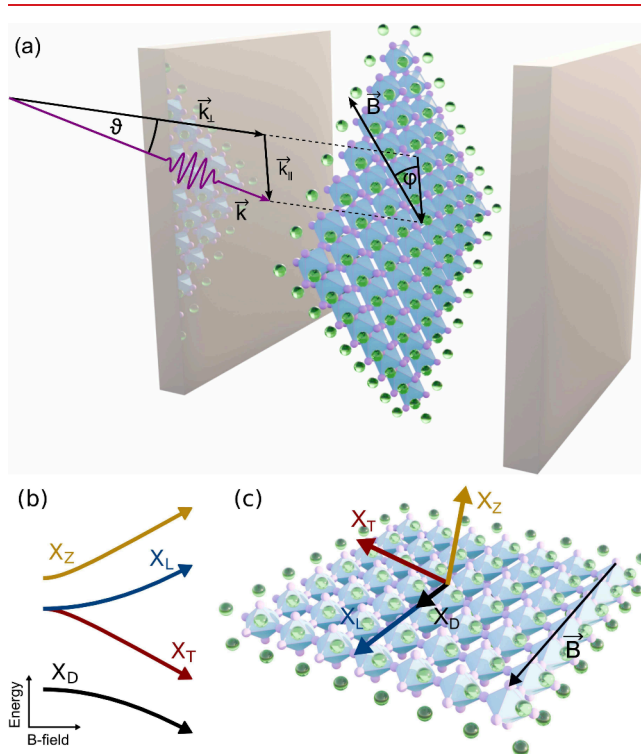 (a)
k⃗⊥
B⃗
ϑ
k⃗∥
φ
k⃗
(b)
(c)
X_Z
X_Z
X_T
X_L
X_L
X_D
X_T
B⃗
X_D
Energy
B-field